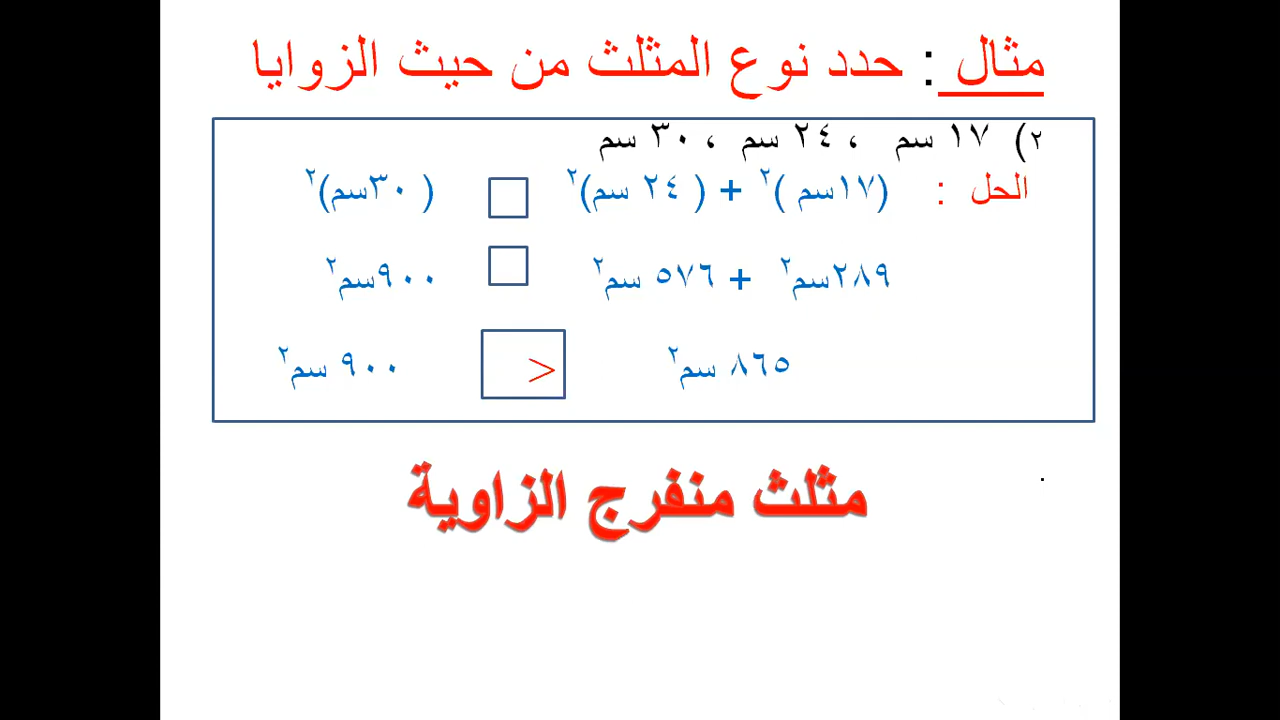 مثال : حدد نوع المثلث من حيث الزوايا
٢) ١٧ سم ، ٢٤ سم ، ٣٠ سم
الحل : (١٧سم )٢ + ( ٢٤ سم)٢ ( ٣٠سم)٢
٢٨٩سم٢ + ٥٧٦ سم٢ ٩٠٠سم٢
٨٦٥ سم٢ > ٩٠٠ سم٢
مثلث منفرج الزاوية